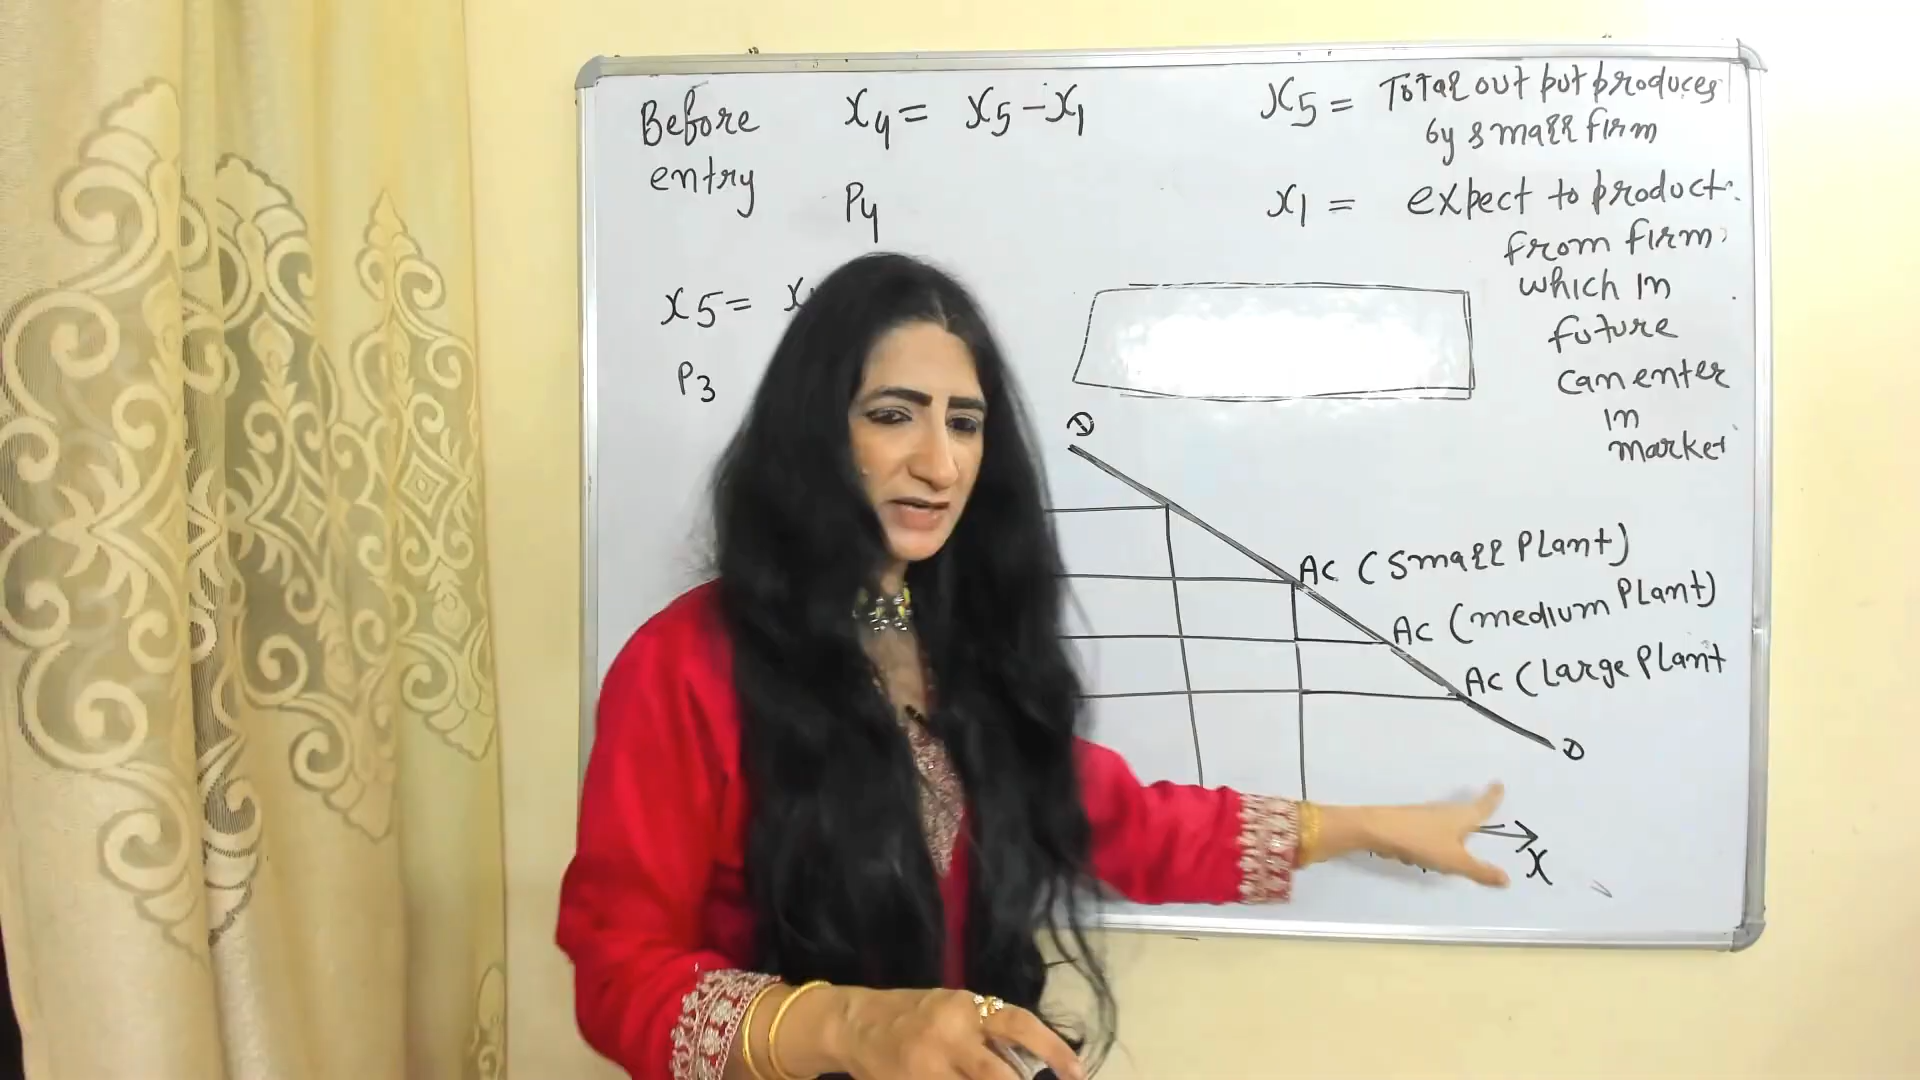 Before
entry
x4 = x5 - x1
P4
x5 =
P3
x5 = Total out put produces
by small firm
x1 = expect to product
from firm
which in
future
can enter
in
market
D
AC (small Plant)
AC (medium Plant)
AC (Large Plant
D
X